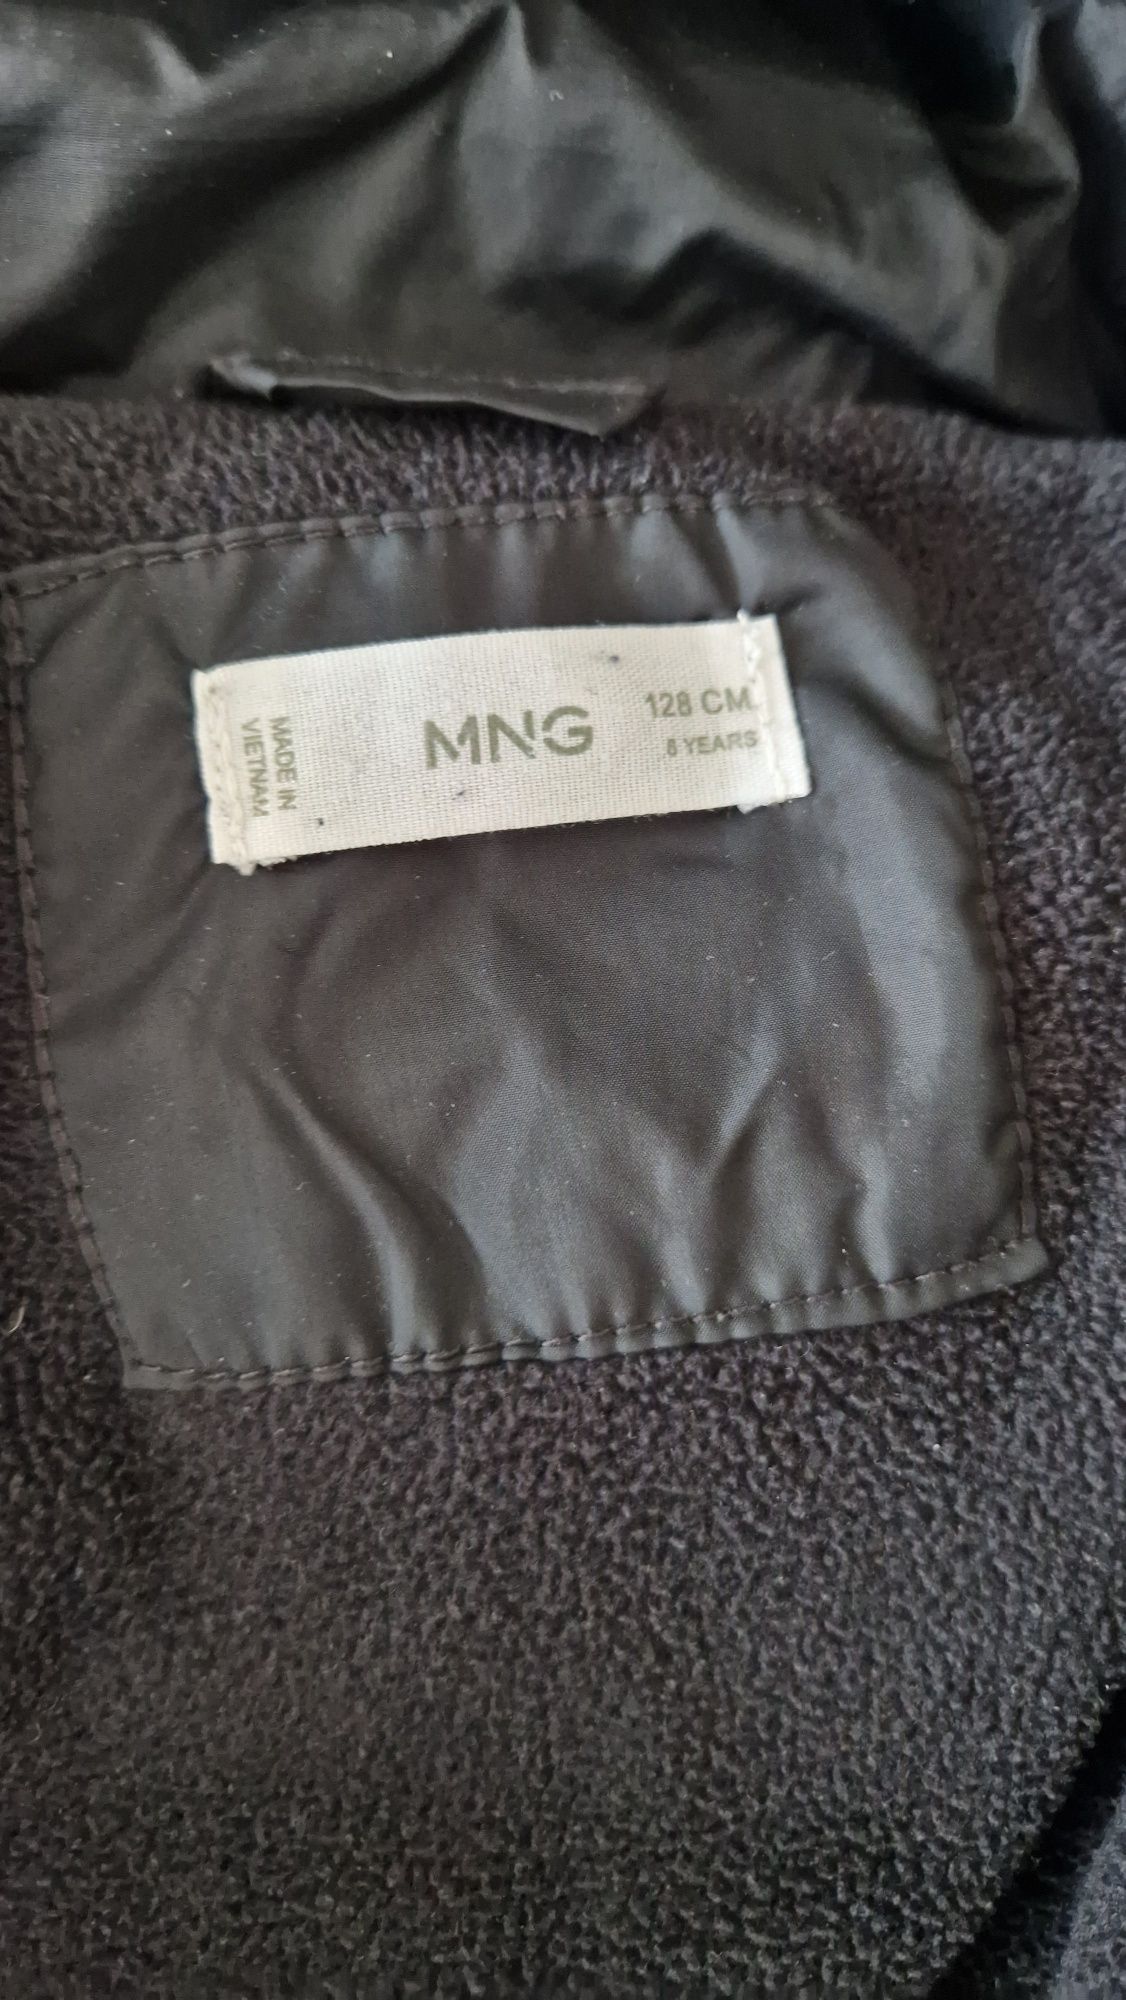 MADE IN
VIETNAM
MNG
128 CM
8 YEARS